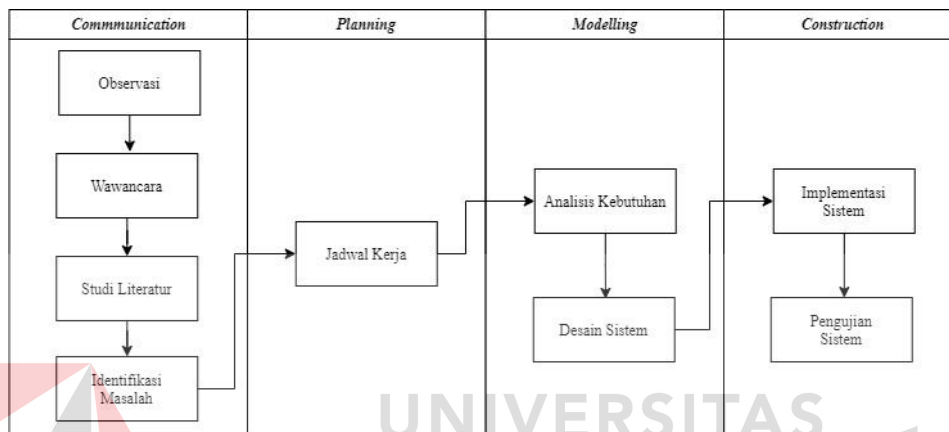 Commmunication
Planning
Modelling
Construction
Observasi
Wawancara
Studi Literatur
Identifikasi
Masalah
Jadwal Kerja
Analisis Kebutuhan
Desain Sistem
Implementasi
Sistem
Pengujian
Sistem
UNIVERSITAS